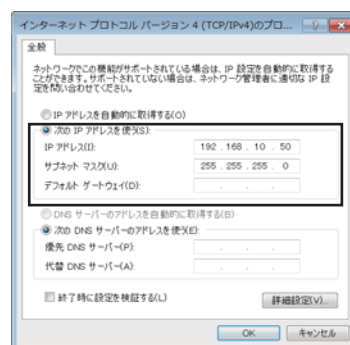 インターネット プロトコル バージョン 4 (TCP/IPv4)のプロ...
全般
ネットワークでこの機能がサポートされている場合は、IP 設定を自動的に取得する
ことができます。サポートされていない場合は、ネットワーク管理者に適切な IP 設
定を問い合わせてください。
IP アドレスを自動的に取得する(O)
次の IP アドレスを使う(S):
IP アドレス(I): 192 . 168 . 10 . 50
サブネット マスク(U): 255 . 255 . 255 . 0
デフォルト ゲートウェイ(D): . . .
DNS サーバーのアドレスを自動的に取得する(B)
次の DNS サーバーのアドレスを使う(E):
優先 DNS サーバー(P): . . .
代替 DNS サーバー(A): . . .
終了時に設定を検証する(L)
詳細設定(V)...
OK キャンセル